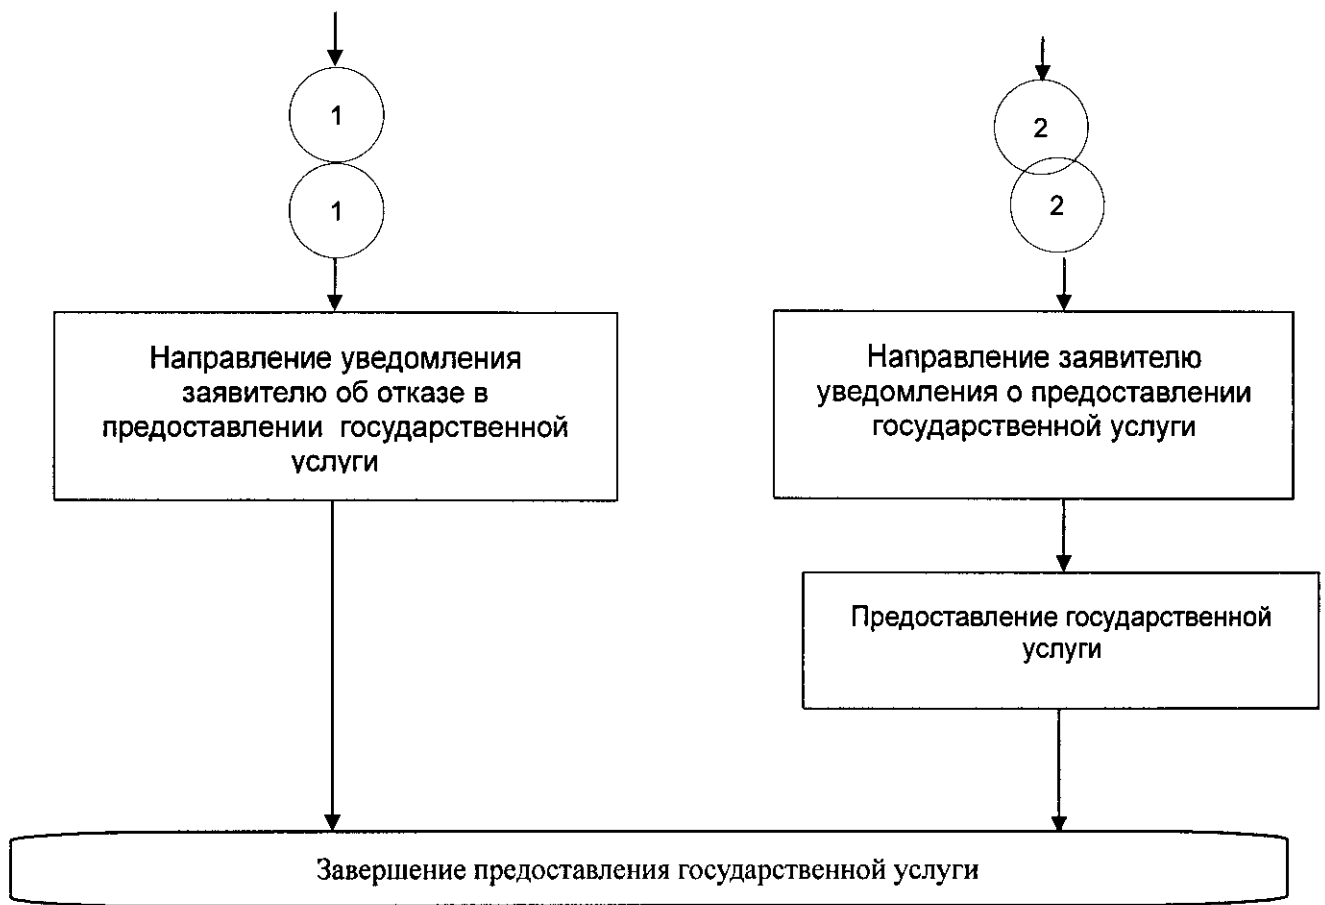 1
1
Направление уведомления
заявителю об отказе в
предоставлении государственной
услуги
2
2
Направление заявителю
уведомления о предоставлении
государственной услуги
Предоставление государственной
услуги
Завершение предоставления государственной услуги